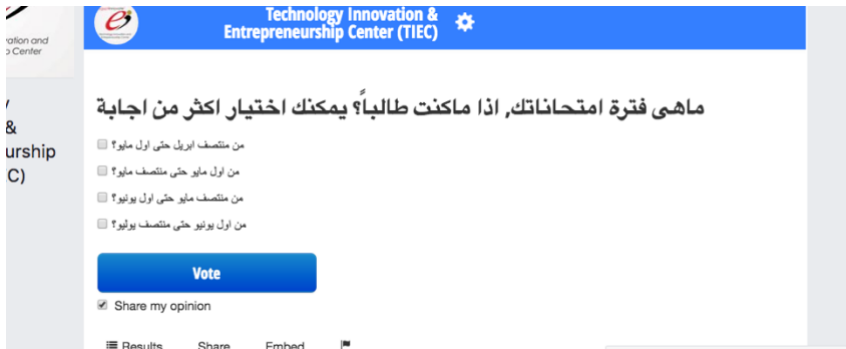 Technology Innovation &
Entrepreneurship Center (TIEC)
vation and
p Center
&
urship
C)
ماهى فترة امتحاناتك, اذا ماكنت طالباً؟ يمكنك اختيار اكثر من اجابة
من منتصف ابريل حتى اول مايو؟
من اول مايو حتى منتصف مايو؟
من منتصف مايو حتى اول يونيو؟
من اول يونيو حتى منتصف يوليو؟
Vote
Share my opinion
Results Share Embed